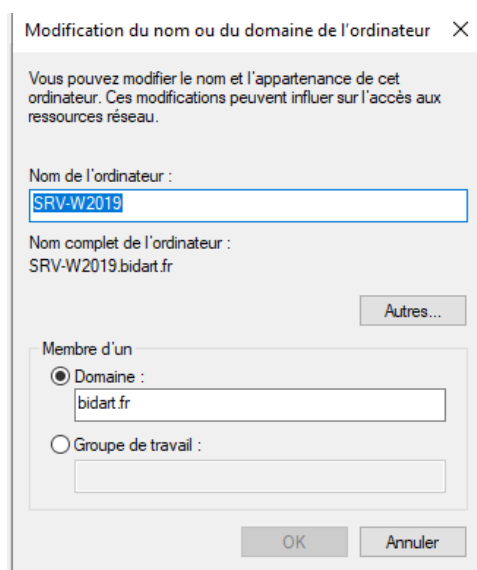 Modification du nom ou du domaine de l'ordinateur
Vous pouvez modifier le nom et l'appartenance de cet
ordinateur. Ces modifications peuvent influer sur l'accès aux
ressources réseau.
Nom de l'ordinateur :
SRV-W2019
Nom complet de l'ordinateur :
SRV-W2019.bidart.fr
Autres...
Membre d'un
Domaine :
bidart.fr
Groupe de travail :
OK Annuler